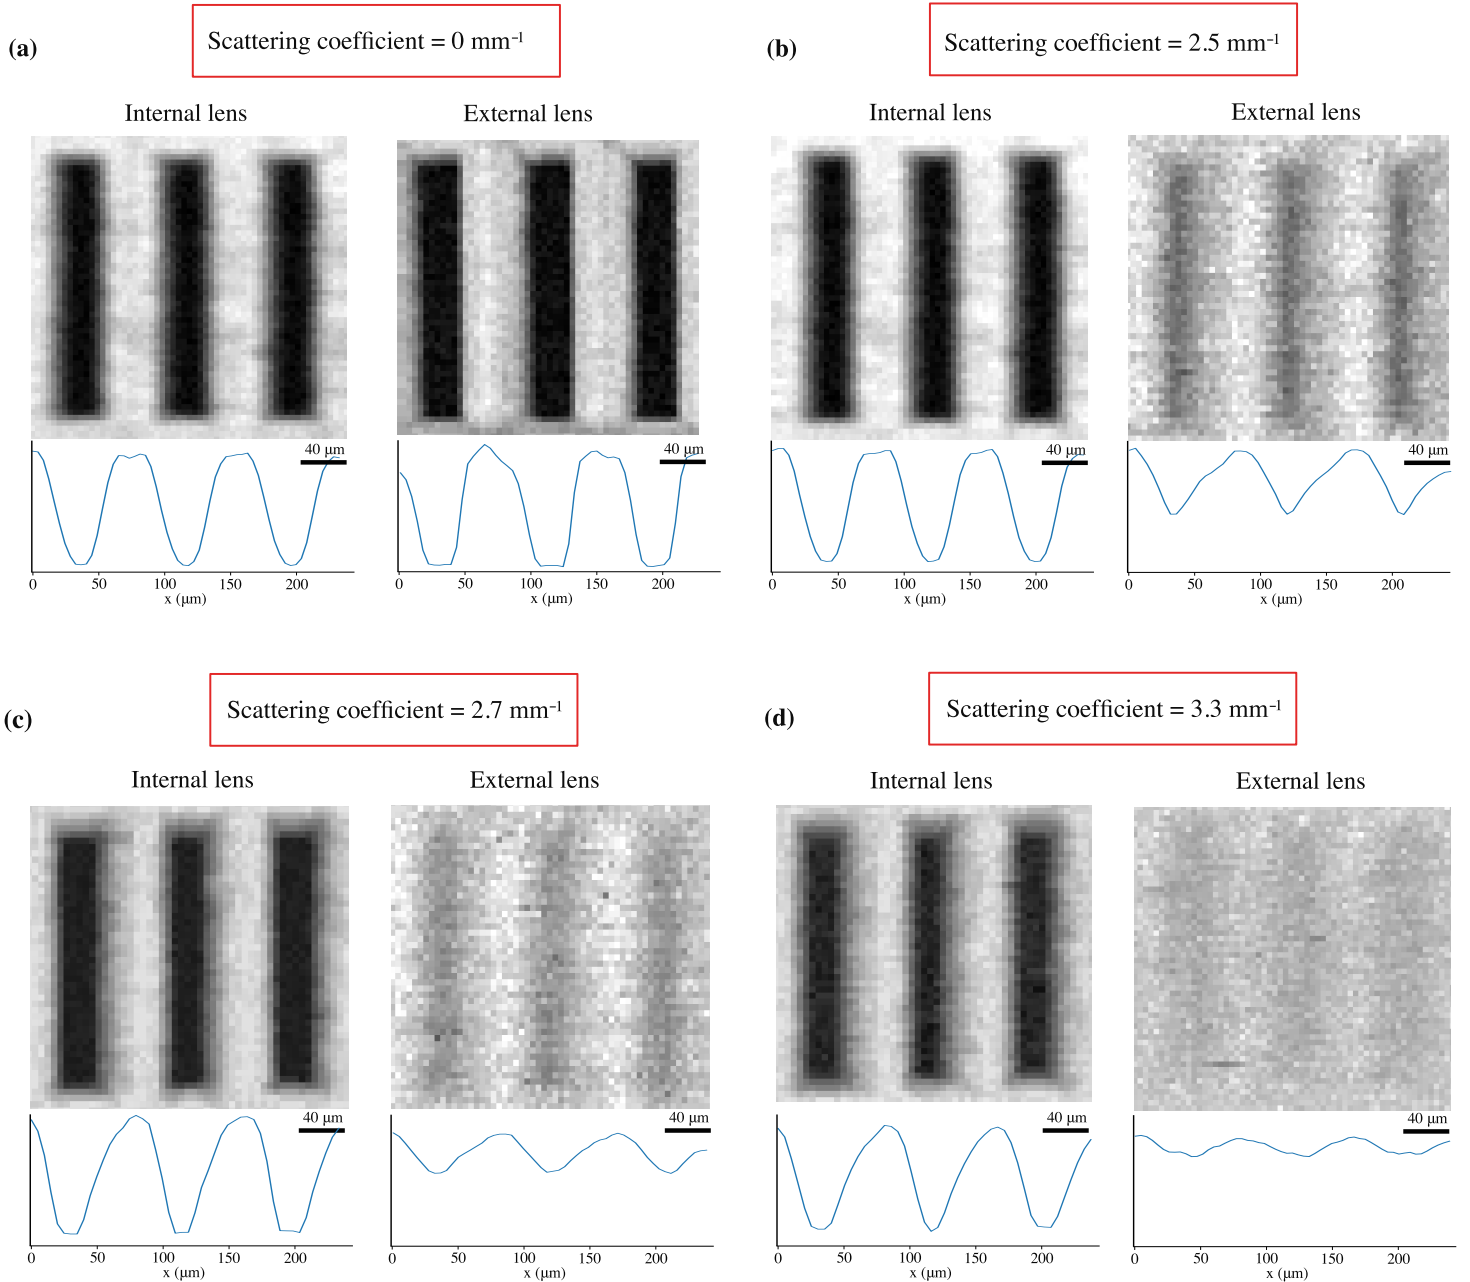 (a)
Scattering coefficient = 0 mm⁻¹
Internal lens
External lens
40 μm
0 50 100 150 200
x (μm)
40 μm
0 50 100 150 200
x (μm)
(b)
Scattering coefficient = 2.5 mm⁻¹
Internal lens
External lens
40 μm
0 50 100 150 200
x (μm)
40 μm
0 50 100 150 200
x (μm)
(c)
Scattering coefficient = 2.7 mm⁻¹
Internal lens
External lens
40 μm
0 50 100 150 200
x (μm)
40 μm
0 50 100 150 200
x (μm)
(d)
Scattering coefficient = 3.3 mm⁻¹
Internal lens
External lens
40 μm
0 50 100 150 200
x (μm)
40 μm
0 50 100 150 200
x (μm)